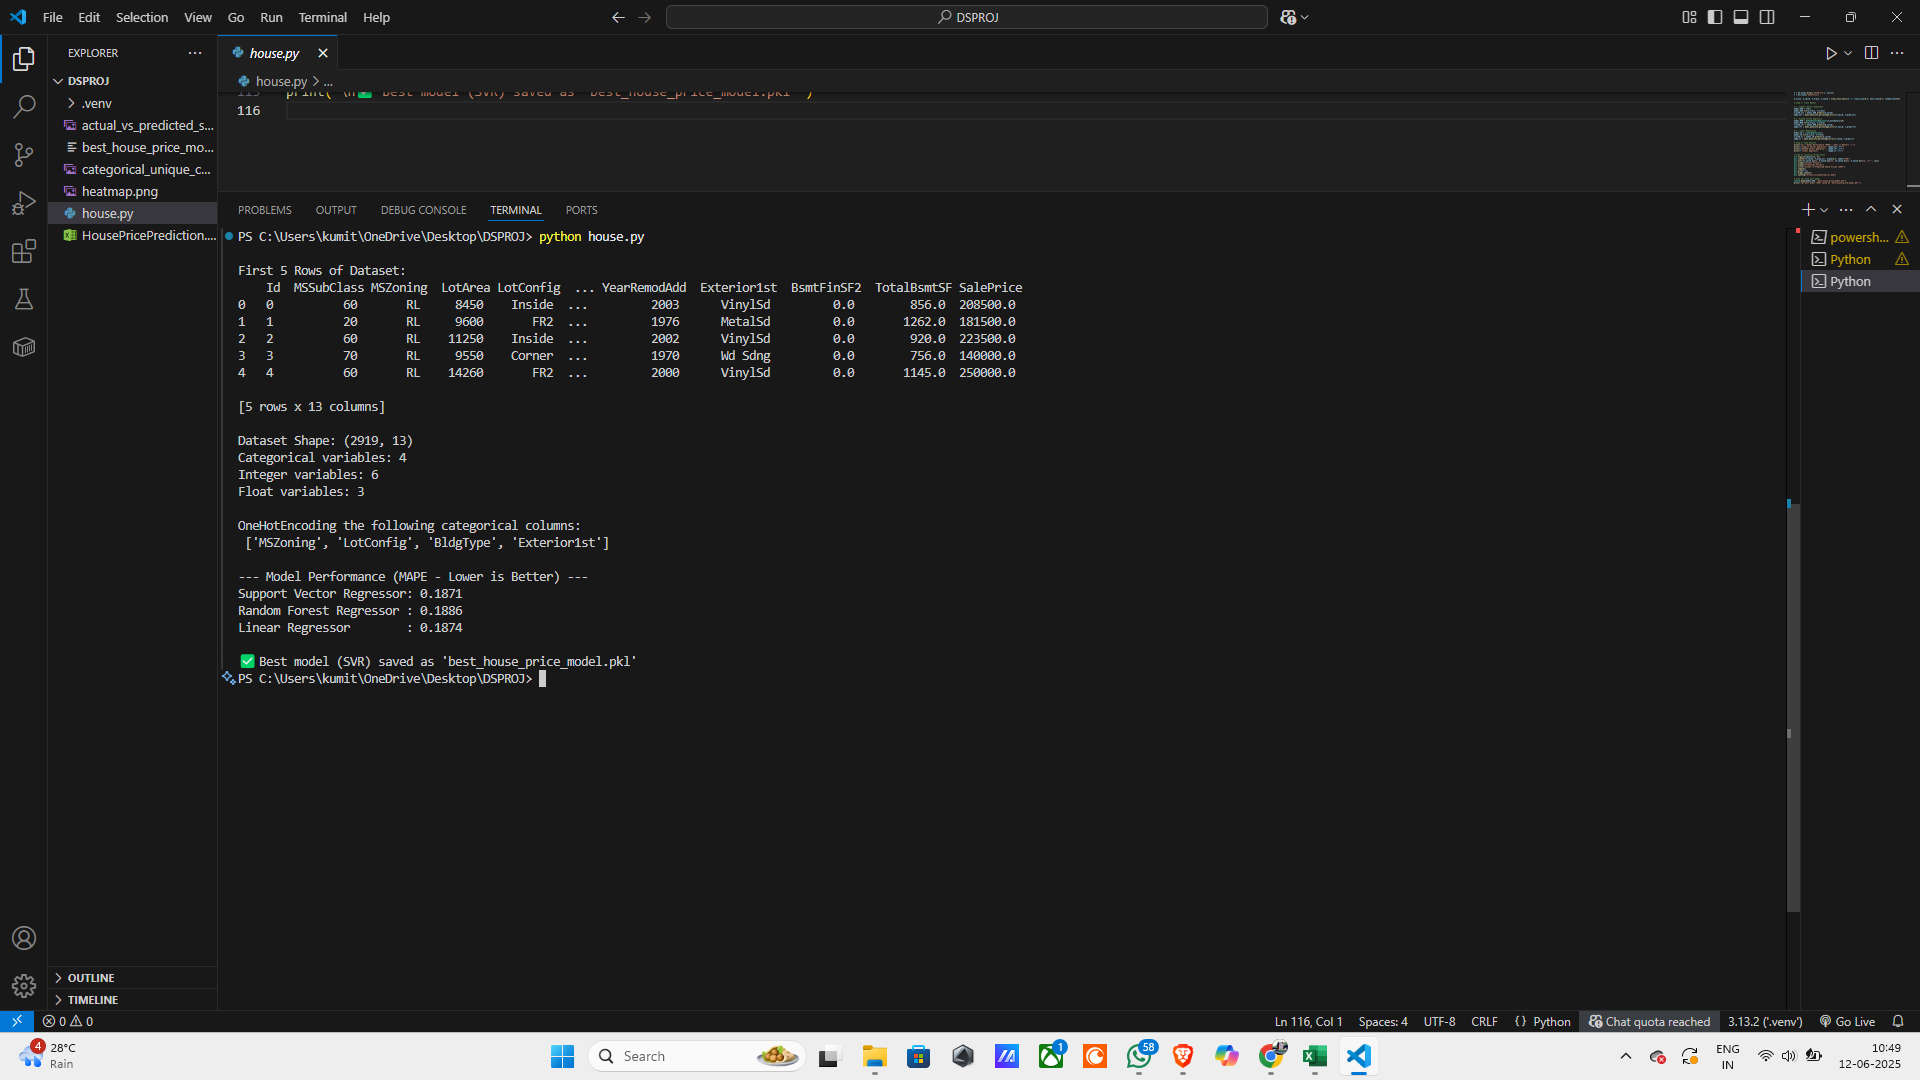 File Edit Selection View Go Run Terminal Help
DSPROJ
EXPLORER
DSPROJ
.venv
actual_vs_predicted_s...
best_house_price_mo...
categorical_unique_c...
heatmap.png
house.py
HousePricePrediction....
OUTLINE
TIMELINE
house.py
house.py > ...
115 print("\n✅ Best model (SVR) saved as 'best_house_price_model.pkl'")
116
PROBLEMS OUTPUT DEBUG CONSOLE TERMINAL PORTS
PS C:\Users\kumit\OneDrive\Desktop\DSPROJ> python house.py
First 5 Rows of Dataset:
Id MSSubClass MSZoning LotArea LotConfig ... YearRemodAdd Exterior1st BsmtFinSF2 TotalBsmtSF SalePrice
0 0 60 RL 8450 Inside ... 2003 VinylSd 0.0 856.0 208500.0
1 1 20 RL 9600 FR2 ... 1976 MetalSd 0.0 1262.0 181500.0
2 2 60 RL 11250 Inside ... 2002 VinylSd 0.0 920.0 223500.0
3 3 70 RL 9550 Corner ... 1970 Wd Sdng 0.0 756.0 140000.0
4 4 60 RL 14260 FR2 ... 2000 VinylSd 0.0 1145.0 250000.0
[5 rows x 13 columns]
Dataset Shape: (2919, 13)
Categorical variables: 4
Integer variables: 6
Float variables: 3
OneHotEncoding the following categorical columns:
['MSZoning', 'LotConfig', 'BldgType', 'Exterior1st']
--- Model Performance (MAPE - Lower is Better) ---
Support Vector Regressor: 0.1871
Random Forest Regressor : 0.1886
Linear Regressor : 0.1874
✅ Best model (SVR) saved as 'best_house_price_model.pkl'
PS C:\Users\kumit\OneDrive\Desktop\DSPROJ>
powersh...
Python
Python
0 0
Ln 116, Col 1 Spaces: 4 UTF-8 CRLF {} Python Chat quota reached 3.13.2 ('.venv') Go Live
4
28°C
Rain
Search
1
58
ENG
IN
10:49
12-06-2025